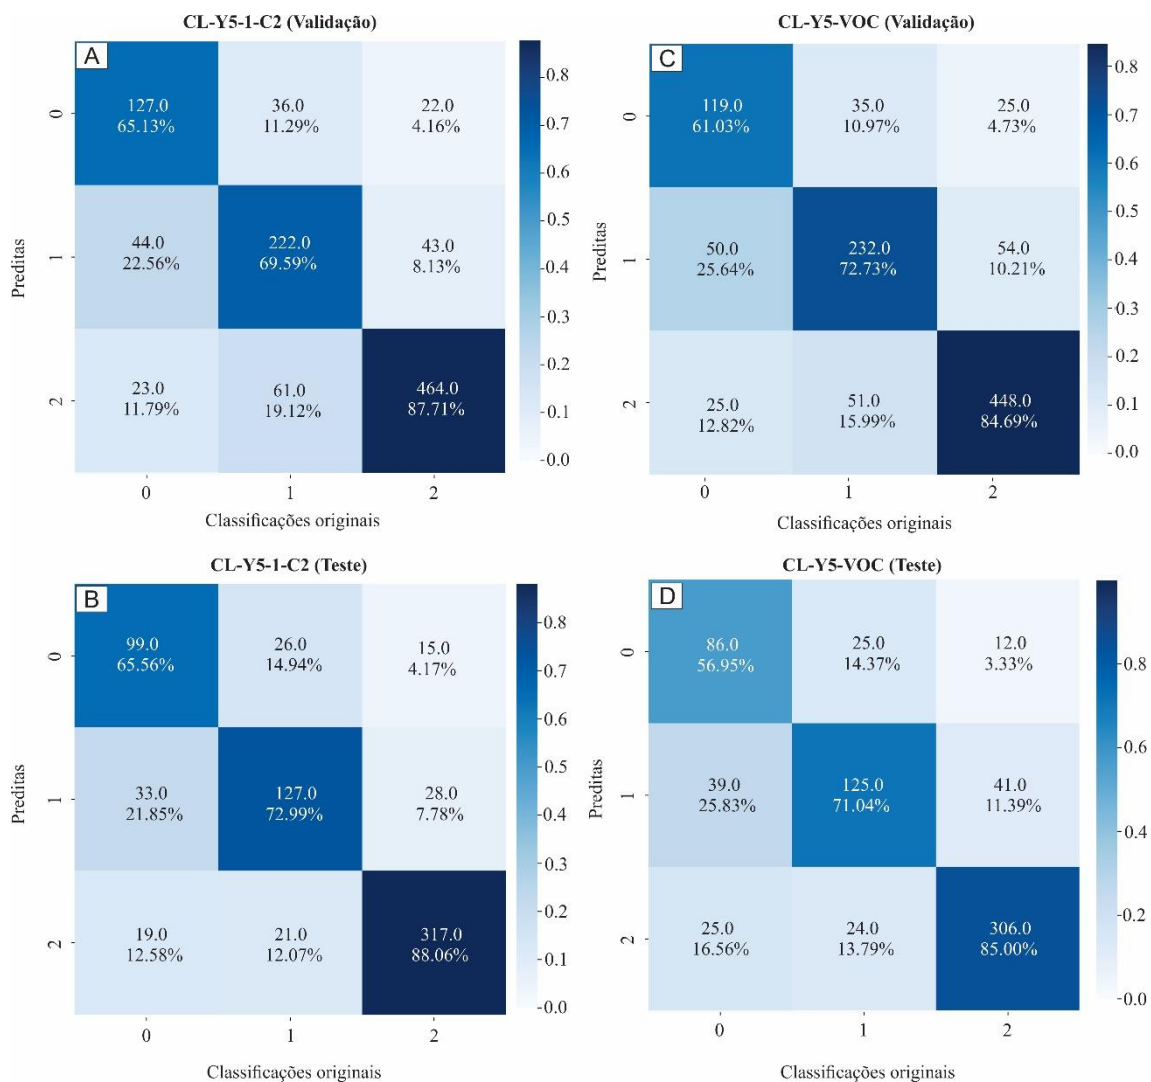 CL-Y5-1-C2 (Validação)
A
127.0 36.0 22.0
65.13% 11.29% 4.16%
44.0 222.0 43.0
22.56% 69.59% 8.13%
23.0 61.0 464.0
11.79% 19.12% 87.71%
0
1
2
Preditas
0 1 2
Classificações originais
0.8
0.7
0.6
0.5
0.4
0.3
0.2
0.1
0.0
CL-Y5-VOC (Validação)
C
119.0 35.0 25.0
61.03% 10.97% 4.73%
50.0 232.0 54.0
25.64% 72.73% 10.21%
25.0 51.0 448.0
12.82% 15.99% 84.69%
0
1
2
Preditas
0 1 2
Classificações originais
0.8
0.7
0.6
0.5
0.4
0.3
0.2
0.1
0.0
CL-Y5-1-C2 (Teste)
B
99.0 26.0 15.0
65.56% 14.94% 4.17%
33.0 127.0 28.0
21.85% 72.99% 7.78%
19.0 21.0 317.0
12.58% 12.07% 88.06%
0
1
2
Preditas
0 1 2
Classificações originais
0.8
0.7
0.6
0.5
0.4
0.3
0.2
0.1
0.0
CL-Y5-VOC (Teste)
D
86.0 25.0 12.0
56.95% 14.37% 3.33%
39.0 125.0 41.0
25.83% 71.04% 11.39%
25.0 24.0 306.0
16.56% 13.79% 85.00%
0
1
2
Preditas
0 1 2
Classificações originais
0.8
0.6
0.4
0.2
0.0